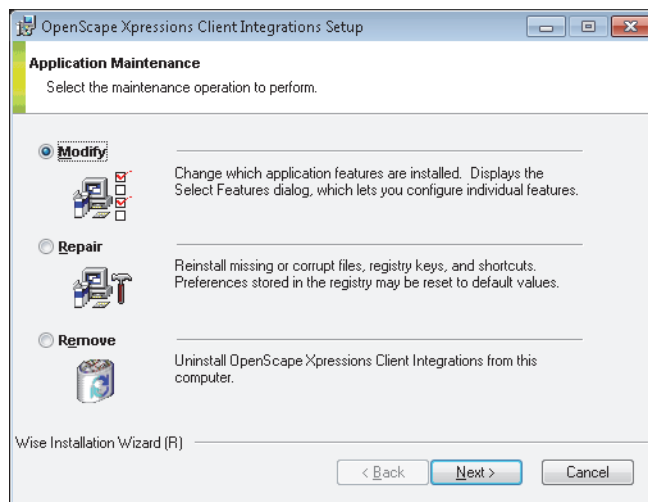 OpenScape Xpressions Client Integrations Setup
Application Maintenance
Select the maintenance operation to perform.
Modify
Change which application features are installed. Displays the
Select Features dialog, which lets you configure individual features.
Repair
Reinstall missing or corrupt files, registry keys, and shortcuts.
Preferences stored in the registry may be reset to default values.
Remove
Uninstall OpenScape Xpressions Client Integrations from this
computer.
Wise Installation Wizard (R)
< Back
Next >
Cancel